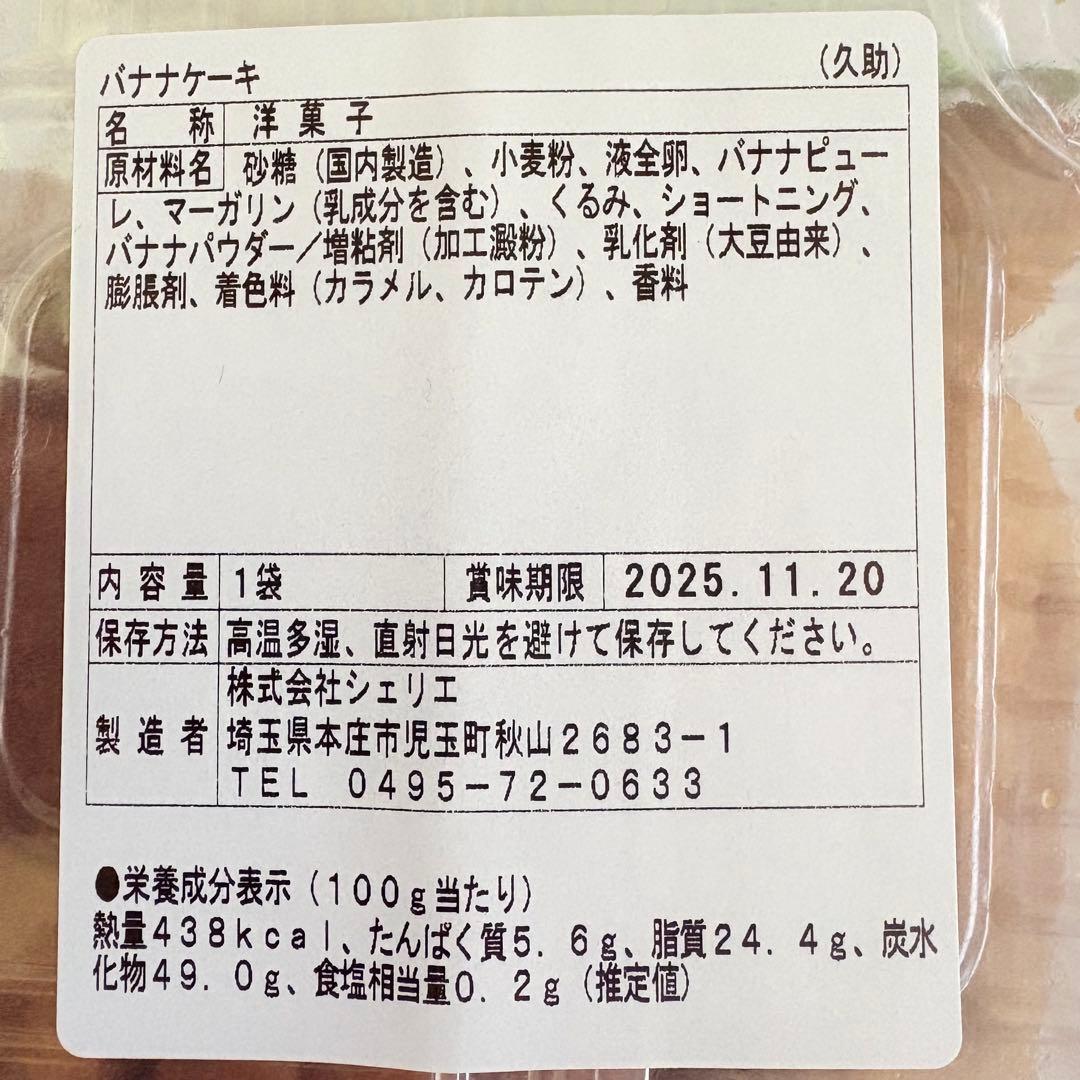 バナナケーキ
(久助)
名称 洋菓子
原材料名 砂糖（国内製造）、小麦粉、液全卵、バナナピュー
レ、マーガリン（乳成分を含む）、くるみ、ショートニング、
バナナパウダー／増粘剤（加工澱粉）、乳化剤（大豆由来）、
膨脹剤、着色料（カラメル、カロテン）、香料
内容量 1袋 賞味期限 2025.11.20
保存方法 高温多湿、直射日光を避けて保存してください。
株式会社シェリエ
製造者 埼玉県本庄市児玉町秋山２６８３－１
ＴＥＬ ０４９５－７２－０６３３
●栄養成分表示（１００ｇ当たり）
熱量４３８ｋｃａｌ、たんぱく質５．６ｇ、脂質２４．４ｇ、炭水
化物４９．０ｇ、食塩相当量０．２ｇ（推定値）